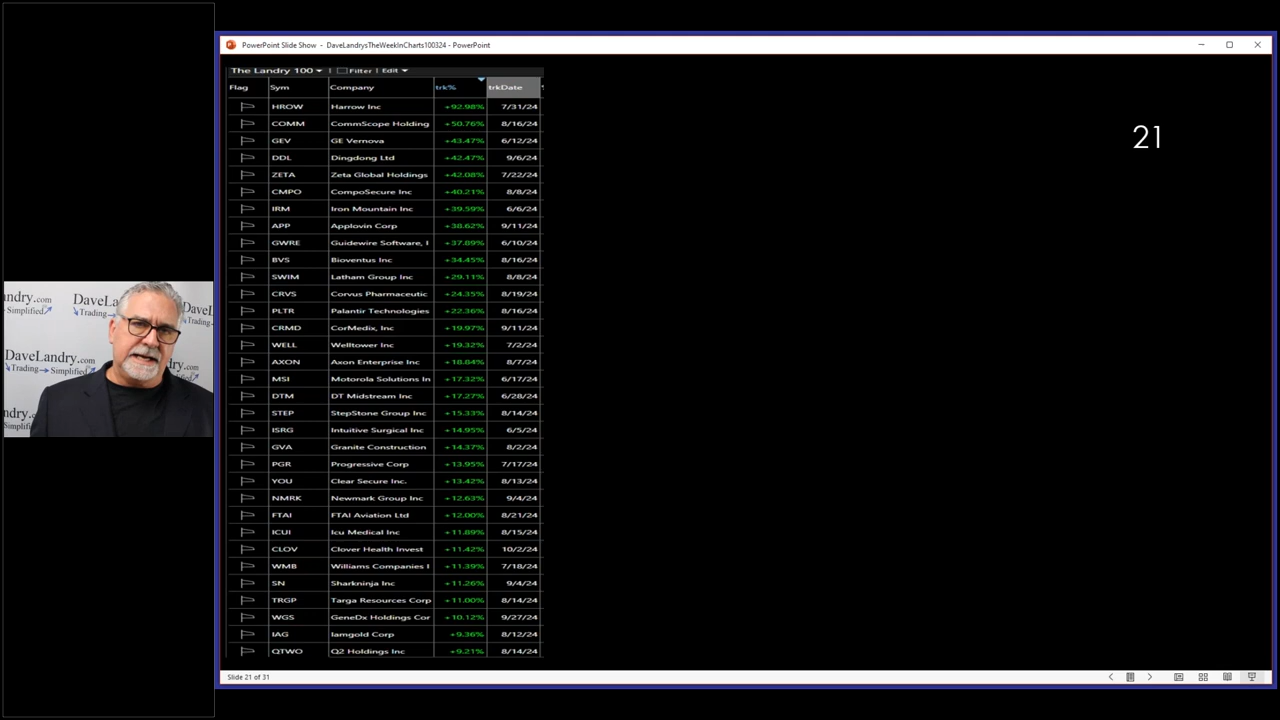 PowerPoint Slide Show - DaveLandrysTheWeekInCharts100324 - PowerPoint
The Landry 100 Filter Edit
Flag Sym Company trk% trkDate
HROW Harrow Inc +92.98% 7/31/24
COMM CommScope Holding +50.76% 8/16/24
GEV GE Vernova +43.47% 6/12/24
DDL Dingdong Ltd +42.47% 9/6/24
ZETA Zeta Global Holdings +42.08% 7/22/24
CMPO CompoSecure Inc +40.21% 8/8/24
IRM Iron Mountain Inc +39.59% 6/6/24
APP Applovin Corp +38.62% 9/11/24
GWRE Guidewire Software, I +37.89% 6/10/24
BVS Bioventus Inc +34.45% 8/16/24
SWIM Latham Group Inc +29.11% 8/8/24
CRVS Corvus Pharmaceutic +24.35% 8/19/24
PLTR Palantir Technologies +22.36% 8/16/24
CRMD CorMedix, Inc +19.97% 9/11/24
WELL Welltower Inc +19.32% 7/2/24
AXON Axon Enterprise Inc +18.84% 8/7/24
MSI Motorola Solutions In +17.32% 6/17/24
DTM DT Midstream Inc +17.27% 6/28/24
STEP StepStone Group Inc +15.33% 8/14/24
ISRG Intuitive Surgical Inc +14.95% 6/5/24
GVA Granite Construction +14.37% 8/2/24
PGR Progressive Corp +13.95% 7/17/24
YOU Clear Secure Inc. +13.42% 8/13/24
NMRK Newmark Group Inc +12.63% 9/4/24
FTAI FTAI Aviation Ltd +12.00% 8/21/24
ICUI Icu Medical Inc +11.89% 8/15/24
CLOV Clover Health Invest +11.42% 10/2/24
WMB Williams Companies I +11.39% 7/18/24
SN Sharkninja Inc +11.26% 9/4/24
TRGP Targa Resources Corp +11.00% 8/14/24
WGS GeneDx Holdings Cor +10.12% 9/27/24
IAG Iamgold Corp +9.36% 8/12/24
QTWO Q2 Holdings Inc +9.21% 8/14/24
21
Slide 21 of 31
ndry.com
Simplified
DaveL
Trading
DaveL
Trading
DaveLandry.com
Trading Simplified
DaveL
ndry.com
Simplified